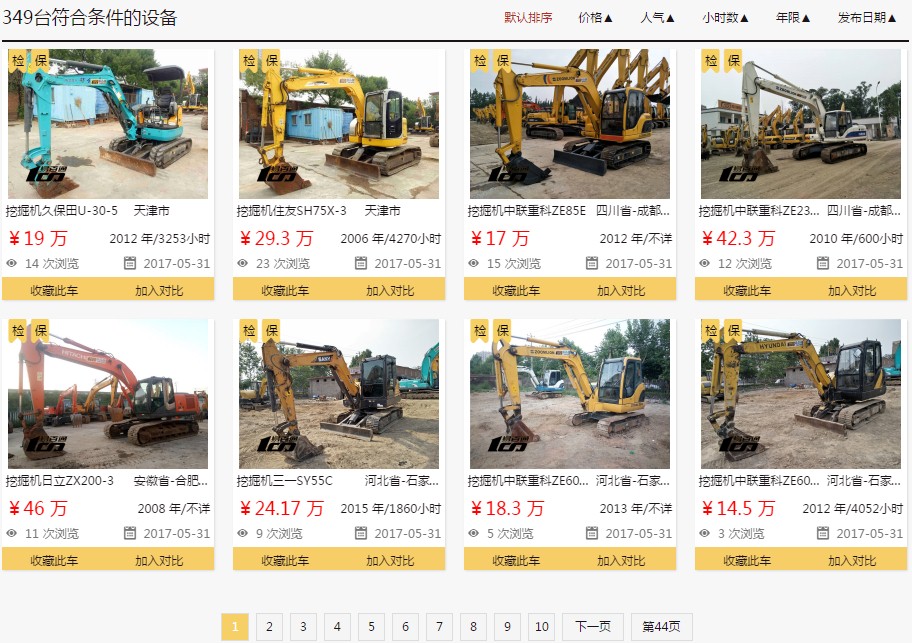 349台符合条件的设备
默认排序 价格▲ 人气▲ 小时数▲ 年限▲ 发布日期▲
检 保 检 保 检 保 检 保
挖掘机久保田U-30-5 天津市
¥19 万 2012 年/3253小时
14 次浏览 2017-05-31
收藏此车 加入对比
挖掘机住友SH75X-3 天津市
¥29.3 万 2006 年/4270小时
23 次浏览 2017-05-31
收藏此车 加入对比
挖掘机中联重科ZE85E 四川省-成都...
¥17 万 2012 年/不详
15 次浏览 2017-05-31
收藏此车 加入对比
挖掘机中联重科ZE23... 四川省-成都...
¥42.3 万 2010 年/600小时
12 次浏览 2017-05-31
收藏此车 加入对比
检 保 检 保 检 保 检 保
HITACHI
SANY
ZOOMLION
HYUNDAI
挖掘机日立ZX200-3 安徽省-合肥...
¥46 万 2008 年/不详
11 次浏览 2017-05-31
收藏此车 加入对比
挖掘机三一SY55C 河北省-石家...
¥24.17 万 2015 年/1860小时
9 次浏览 2017-05-31
收藏此车 加入对比
挖掘机中联重科ZE60... 河北省-石家...
¥18.3 万 2013 年/不详
5 次浏览 2017-05-31
收藏此车 加入对比
挖掘机中联重科ZE60... 河北省-石家...
¥14.5 万 2012 年/4052小时
3 次浏览 2017-05-31
收藏此车 加入对比
1 2 3 4 5 6 7 8 9 10 下一页 第44页